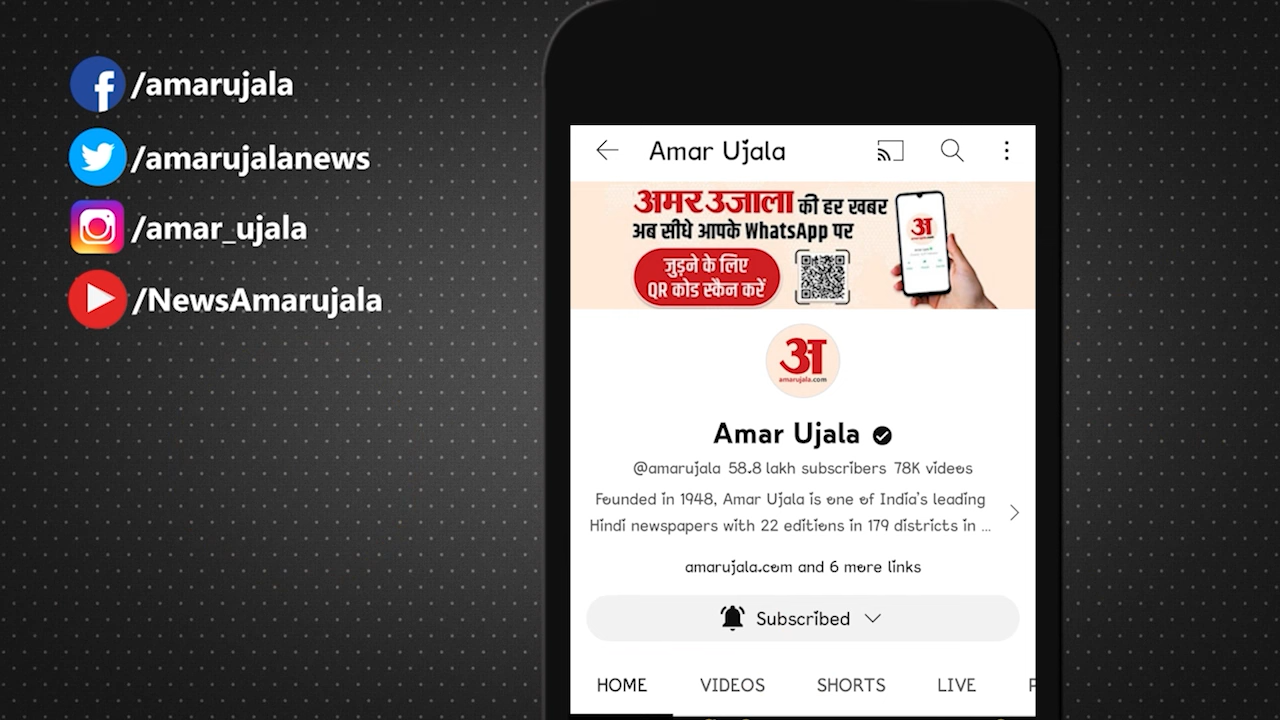 /amarujala
/amarujalanews
/amar_ujala
/NewsAmarujala
Amar Ujala
अमर उजाला की हर खबर
अब सीधे आपके WhatsApp पर
जुड़ने के लिए
QR कोड स्कैन करें
अ
अ
amarujala.com
Amar Ujala
@amarujala 58.8 lakh subscribers 78K videos
Founded in 1948, Amar Ujala is one of India's leading
Hindi newspapers with 22 editions in 179 districts in ...
amarujala.com and 6 more links
Subscribed
HOME VIDEOS SHORTS LIVE